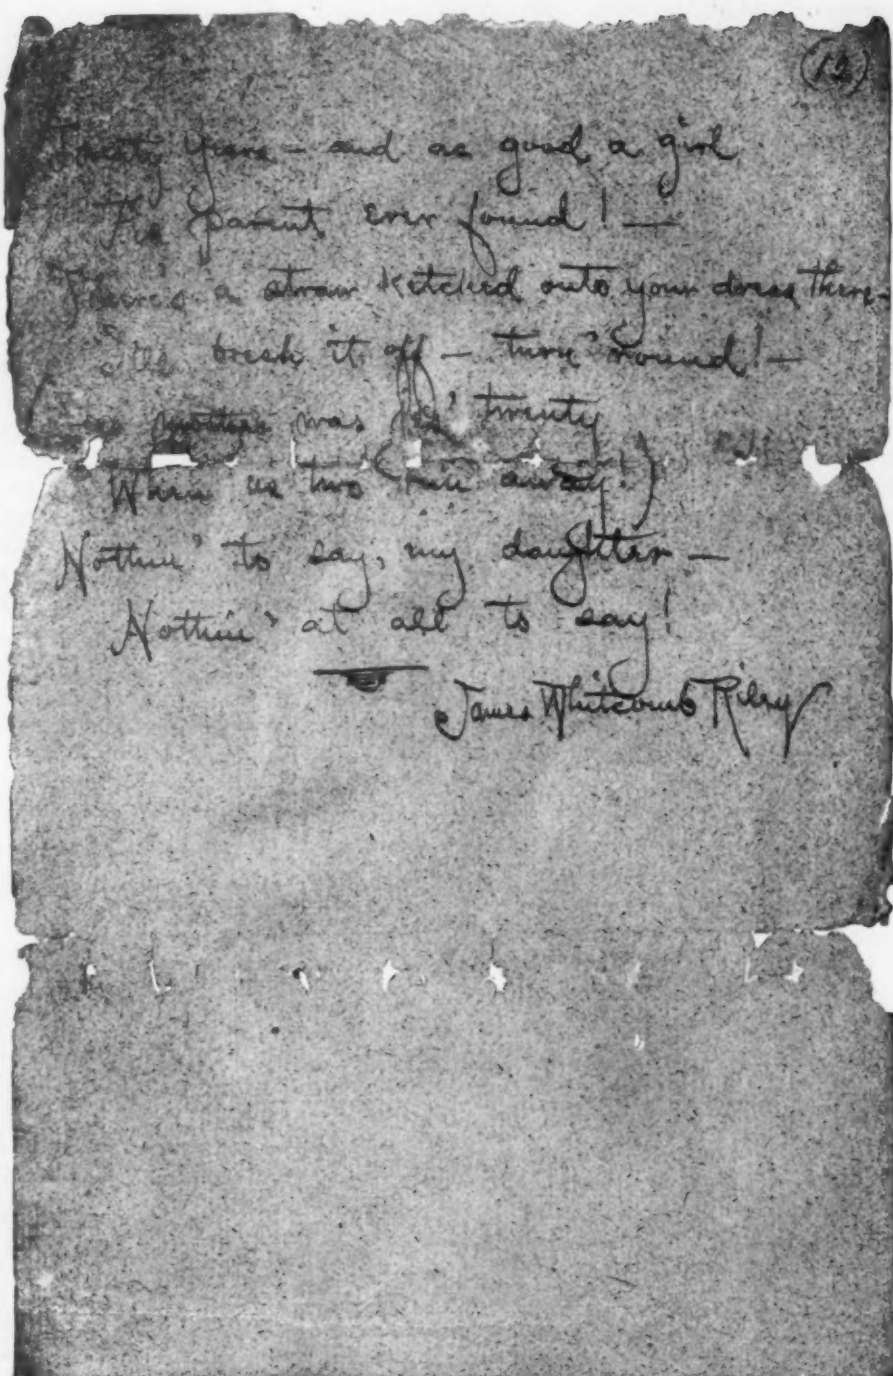 (12)
Twenty years — and as good a girl
parent ever found! —
There's a straw ketched onto your dress there —
I'll break it off — turn 'round! —
mother was jes' twenty
When us two run away!)
Nothin' to say, my daughter —
Nothin' at all to say!
James Whitcomb Riley